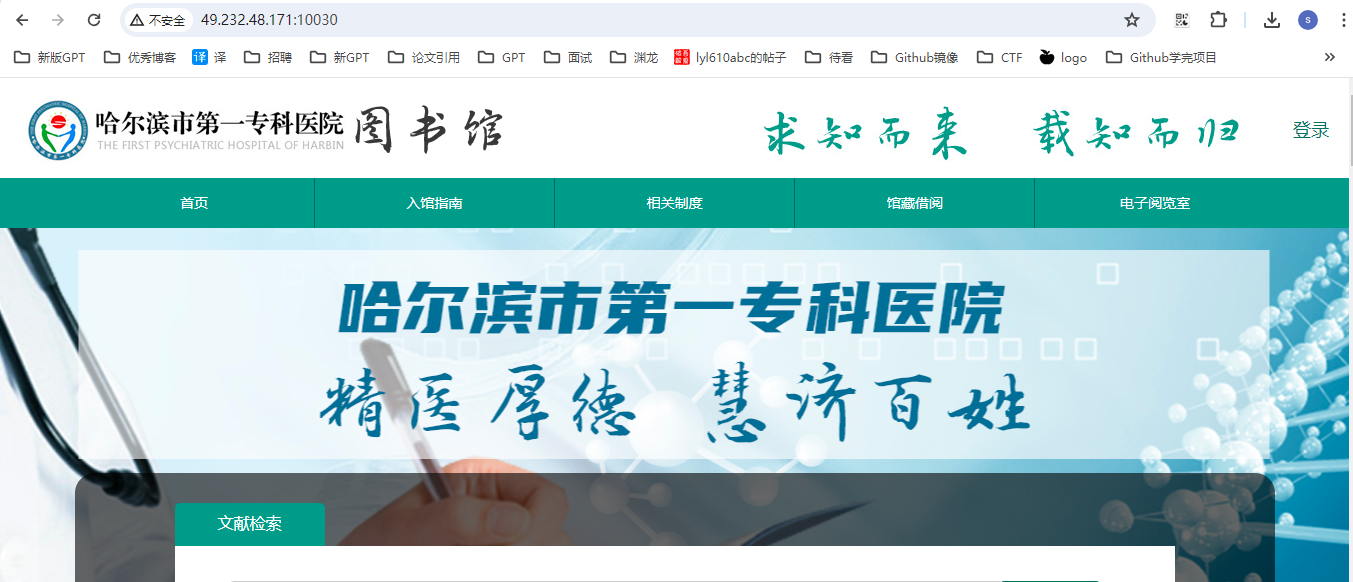 不安全 49.232.48.171:10030 S
新版GPT 优秀博客 译 译 招聘 新GPT 论文引用 GPT 面试 渊龙 吾爱破解 lyl610abc的帖子 待看 Github镜像 CTF logo Github学完项目 »
哈尔滨市第一专科医院 图书馆 求知而来 载知而归 登录
THE FIRST PSYCHIATRIC HOSPITAL OF HARBIN
首页 入馆指南 相关制度 馆藏借阅 电子阅览室
哈尔滨市第一专科医院
精医厚德 慧济百姓
文献检索